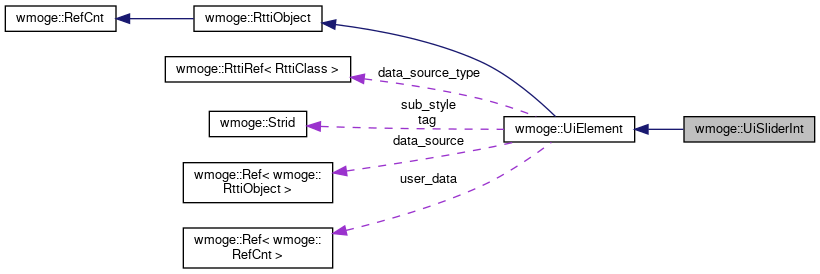 wmoge::RefCnt
wmoge::RttiObject
wmoge::RttiRef< RttiClass >
data_source_type
wmoge::Strid
sub_style
tag
wmoge::UiElement
wmoge::UiSliderInt
data_source
wmoge::Ref< wmoge::
RttiObject >
user_data
wmoge::Ref< wmoge::
RefCnt >